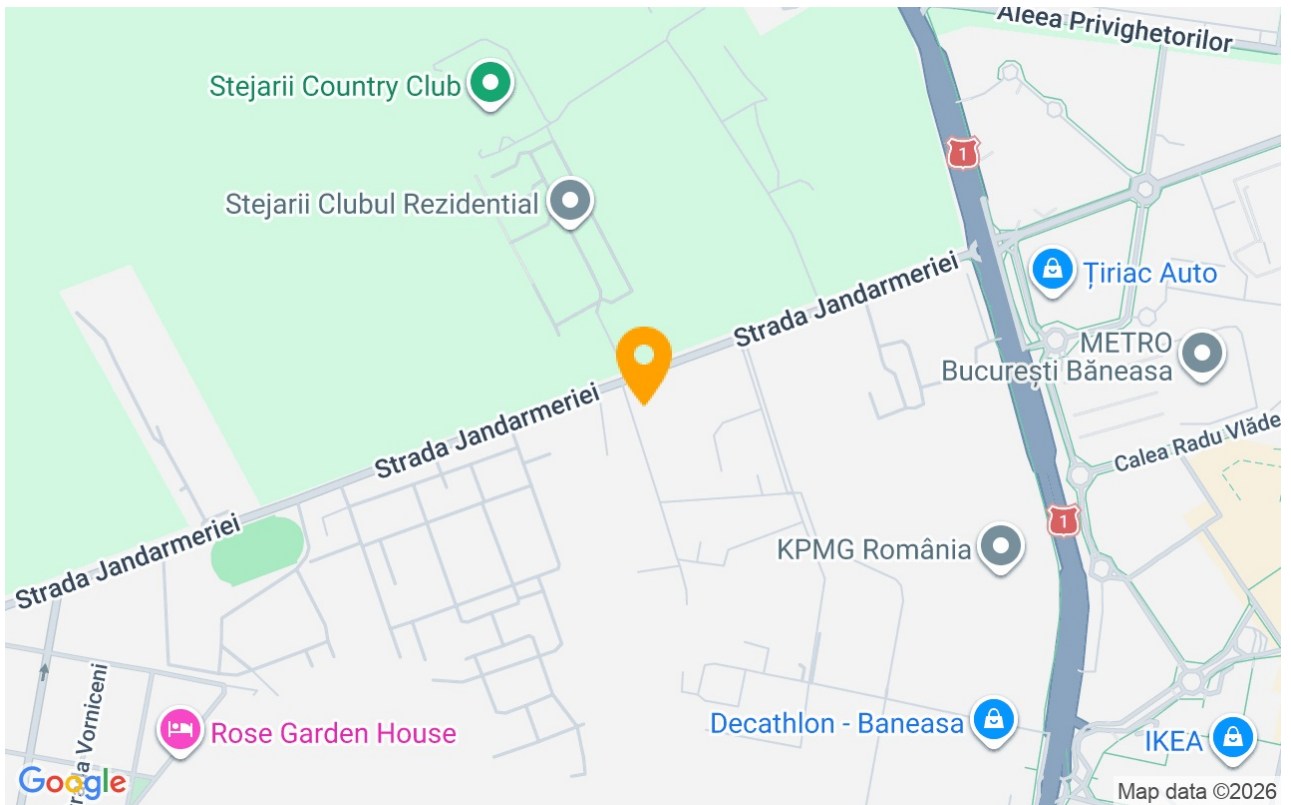 Aleea Privighetorilor
Stejarii Country Club
1
Stejarii Clubul Rezidential
Țiriac Auto
Strada Jandarmeriei
METRO
București Băneasa
Strada Jandarmeriei
Calea Radu Vlăde
1
Strada Jandarmeriei
KPMG România
Vorniceni
Rose Garden House
Decathlon - Baneasa
IKEA
Google
Map data ©2026